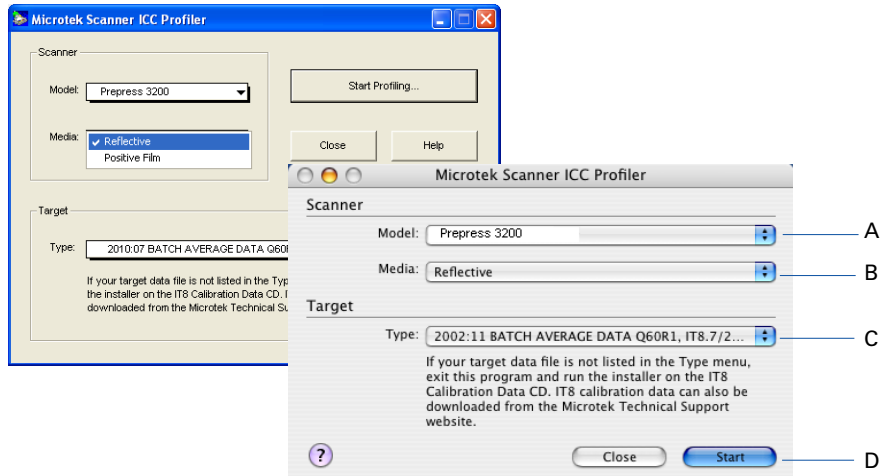 Microtek Scanner ICC Profiler
Scanner
Model: Prepress 3200
Start Profiling...
Media: Reflective
Positive Film
Close Help
Target
Type: 2010:07 BATCH AVERAGE DATA
If your target data file is not listed in the
the installer on the IT8 Calibration Data CD.
downloaded from the Microtek Technical
Microtek Scanner ICC Profiler
Scanner
Model: Prepress 3200 A
Media: Reflective B
Target
Type: 2002:11 BATCH AVERAGE DATA Q60R1, IT8.7/2... C
If your target data file is not listed in the Type menu,
exit this program and run the installer on the IT8
Calibration Data CD. IT8 calibration data can also be
downloaded from the Microtek Technical Support
website.
? Close Start D